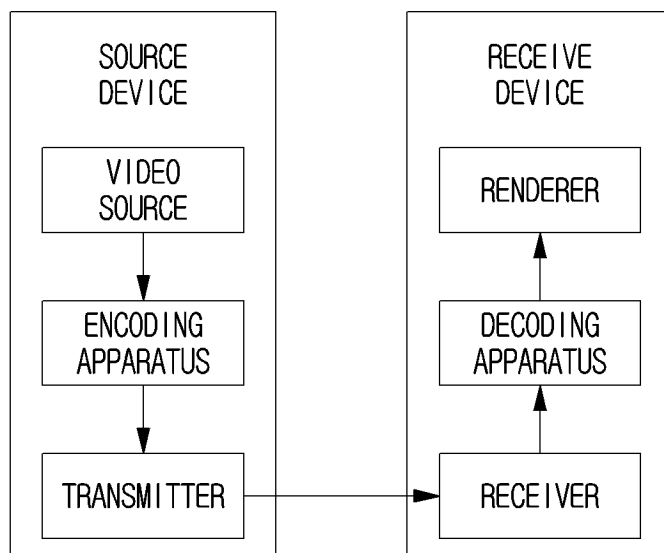 SOURCE
DEVICE
VIDEO
SOURCE
ENCODING
APPARATUS
TRANSMITTER
RECEIVE
DEVICE
RENDERER
DECODING
APPARATUS
RECEIVER